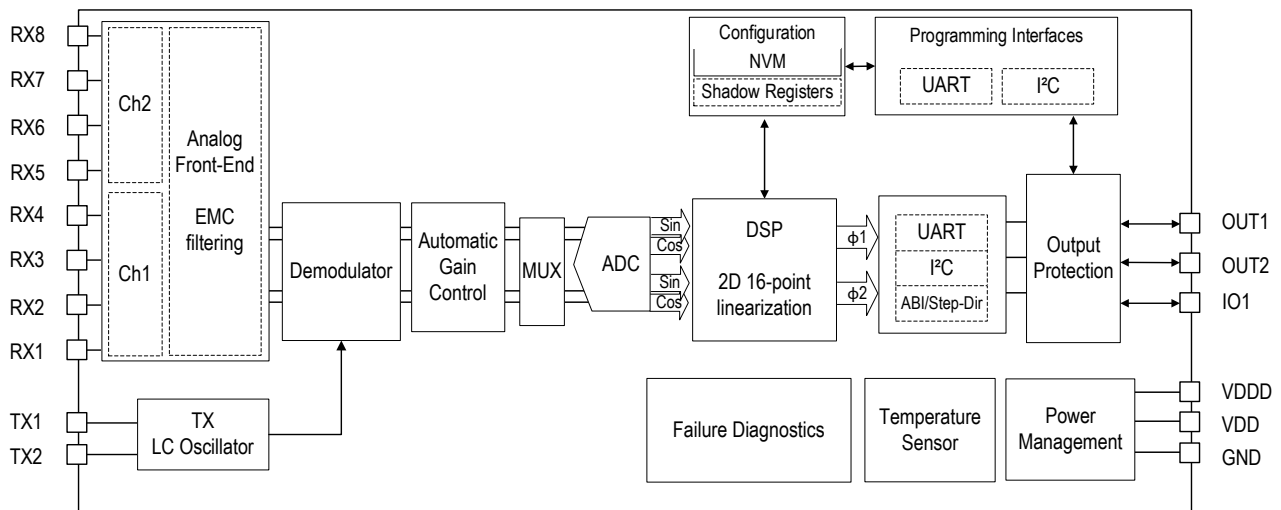 RX8
RX7
RX6
RX5
RX4
RX3
RX2
RX1
TX1
TX2
Ch2
Ch1
Analog
Front-End
EMC
filtering
TX
LC Oscillator
Demodulator
Automatic
Gain
Control
MUX
ADC
Sin
Cos
Sin
Cos
Configuration
NVM
Shadow Registers
Programming Interfaces
UART
I²C
DSP
2D 16-point
linearization
ϕ1
ϕ2
UART
I²C
ABI/Step-Dir
Output
Protection
OUT1
OUT2
IO1
Failure Diagnostics
Temperature
Sensor
Power
Management
VDDD
VDD
GND